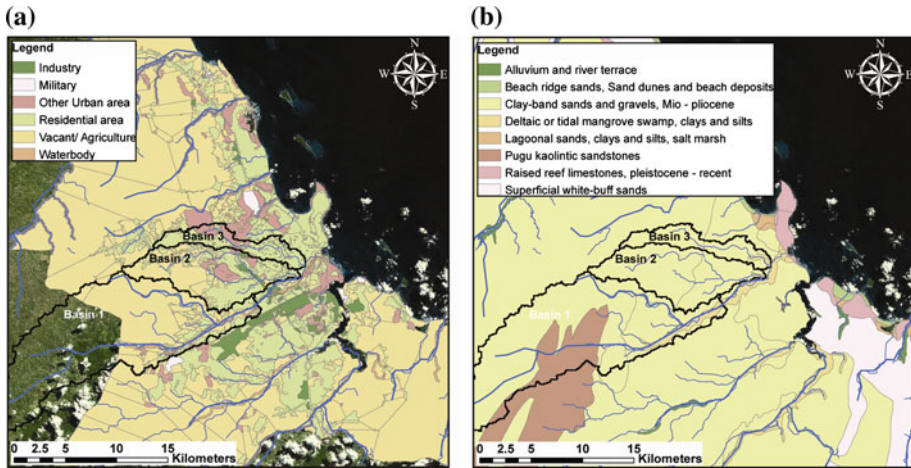 (a)
Legend
Industry
Military
Other Urban area
Residential area
Vacant/ Agriculture
Waterbody
N
W E
S
Basin 3
Basin 2
Basin 1
0 2.5 5 10 15
Kilometers
(b)
Legend
Alluvium and river terrace
Beach ridge sands, Sand dunes and beach deposits
Clay-band sands and gravels, Mio - pliocene
Deltaic or tidal mangrove swamp, clays and silts
Lagoonal sands, clays and silts, salt marsh
Pugu kaolintic sandstones
Raised reef limestones, pleistocene - recent
Superficial white-buff sands
N
W E
S
Basin 3
Basin 2
Basin 1
0 2.5 5 10 15
Kilometers